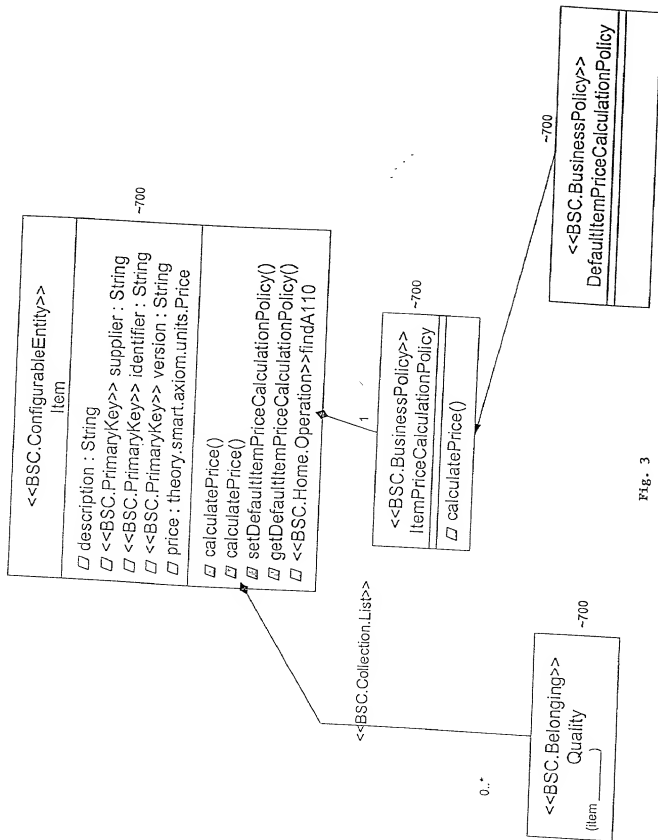 <<BSC.ConfigurableEntity>>
Item
description : String
<<BSC.PrimaryKey>> supplier : String
<<BSC.PrimaryKey>> identifier : String
<<BSC.PrimaryKey>> version : String
price : theory.smart.axiom.units.Price
calculatePrice()
calculatePrice()
setDefaultItemPriceCalculationPolicy()
getDefaultItemPriceCalculationPolicy()
<<BSC.Home.Operation>>findA110
~700
<<BSC.Collection.List>>
0..*
<<BSC.Belonging>>
Quality
(item
)
~700
1
<<BSC.BusinessPolicy>>
ItemPriceCalculationPolicy
calculatePrice()
~700
<<BSC.BusinessPolicy>>
DefaultItemPriceCalculationPolicy
~700
Fig. 3